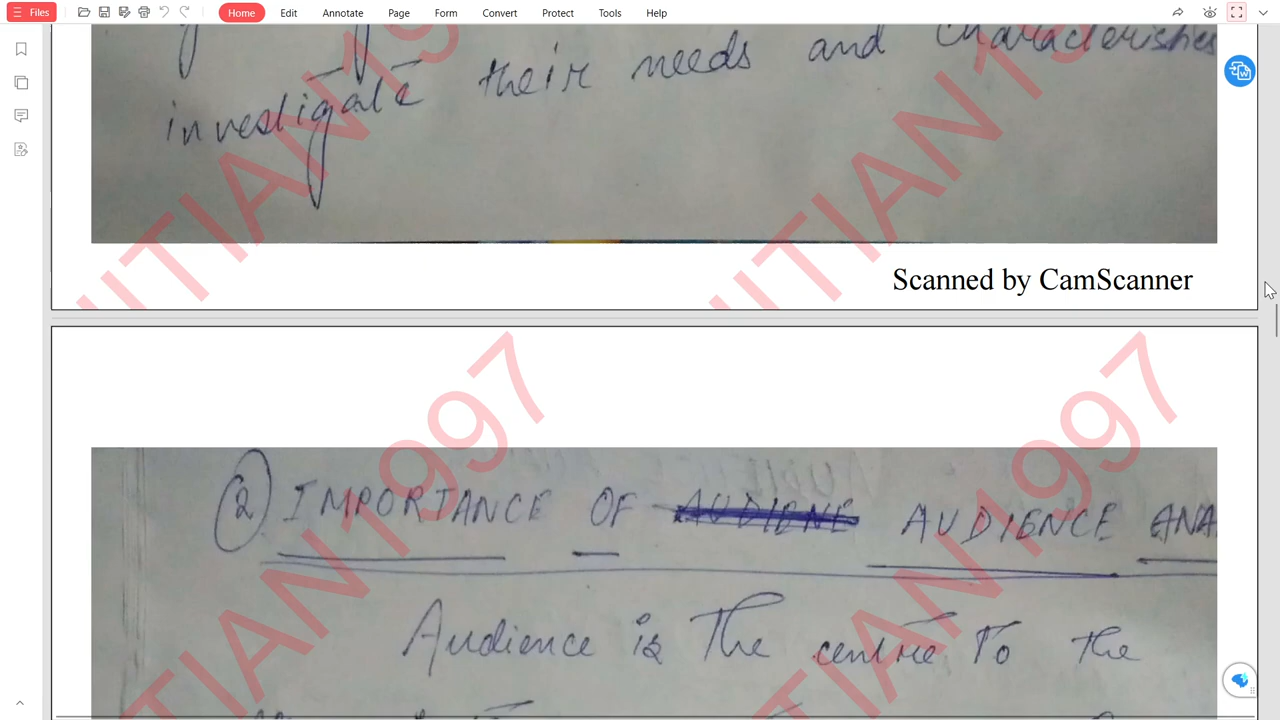 Files
Home Edit Annotate Page Form Convert Protect Tools Help
and characteristics
investigate their needs
Scanned by CamScanner
② IMPORTANCE OF AUDIENCE ANA
Audience is the centre To the